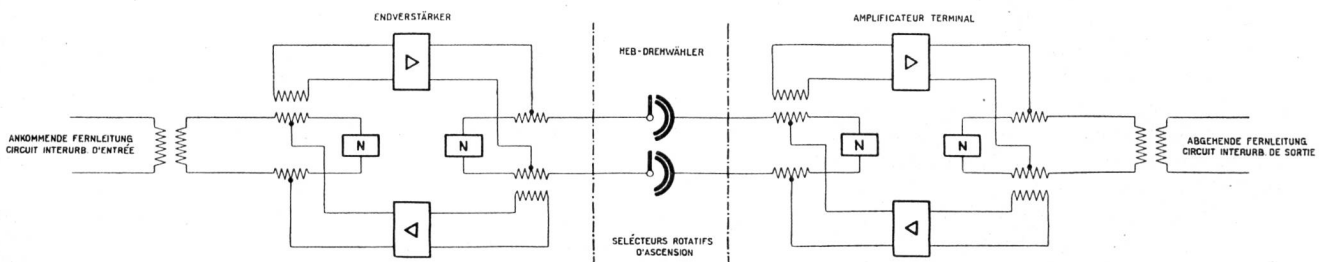 ENDVERSTÄRKER
AMPLIFICATEUR TERMINAL
HEB-DREHWÄHLER
ANKOMMENDE FERNLEITUNG
CIRCUIT INTERURB. D'ENTRÉE
N
N
N
N
ABGEHENDE FERNLEITUNG
CIRCUIT INTERURB. DE SORTIE
SELÉCTEURS ROTATIFS
D'ASCENSION